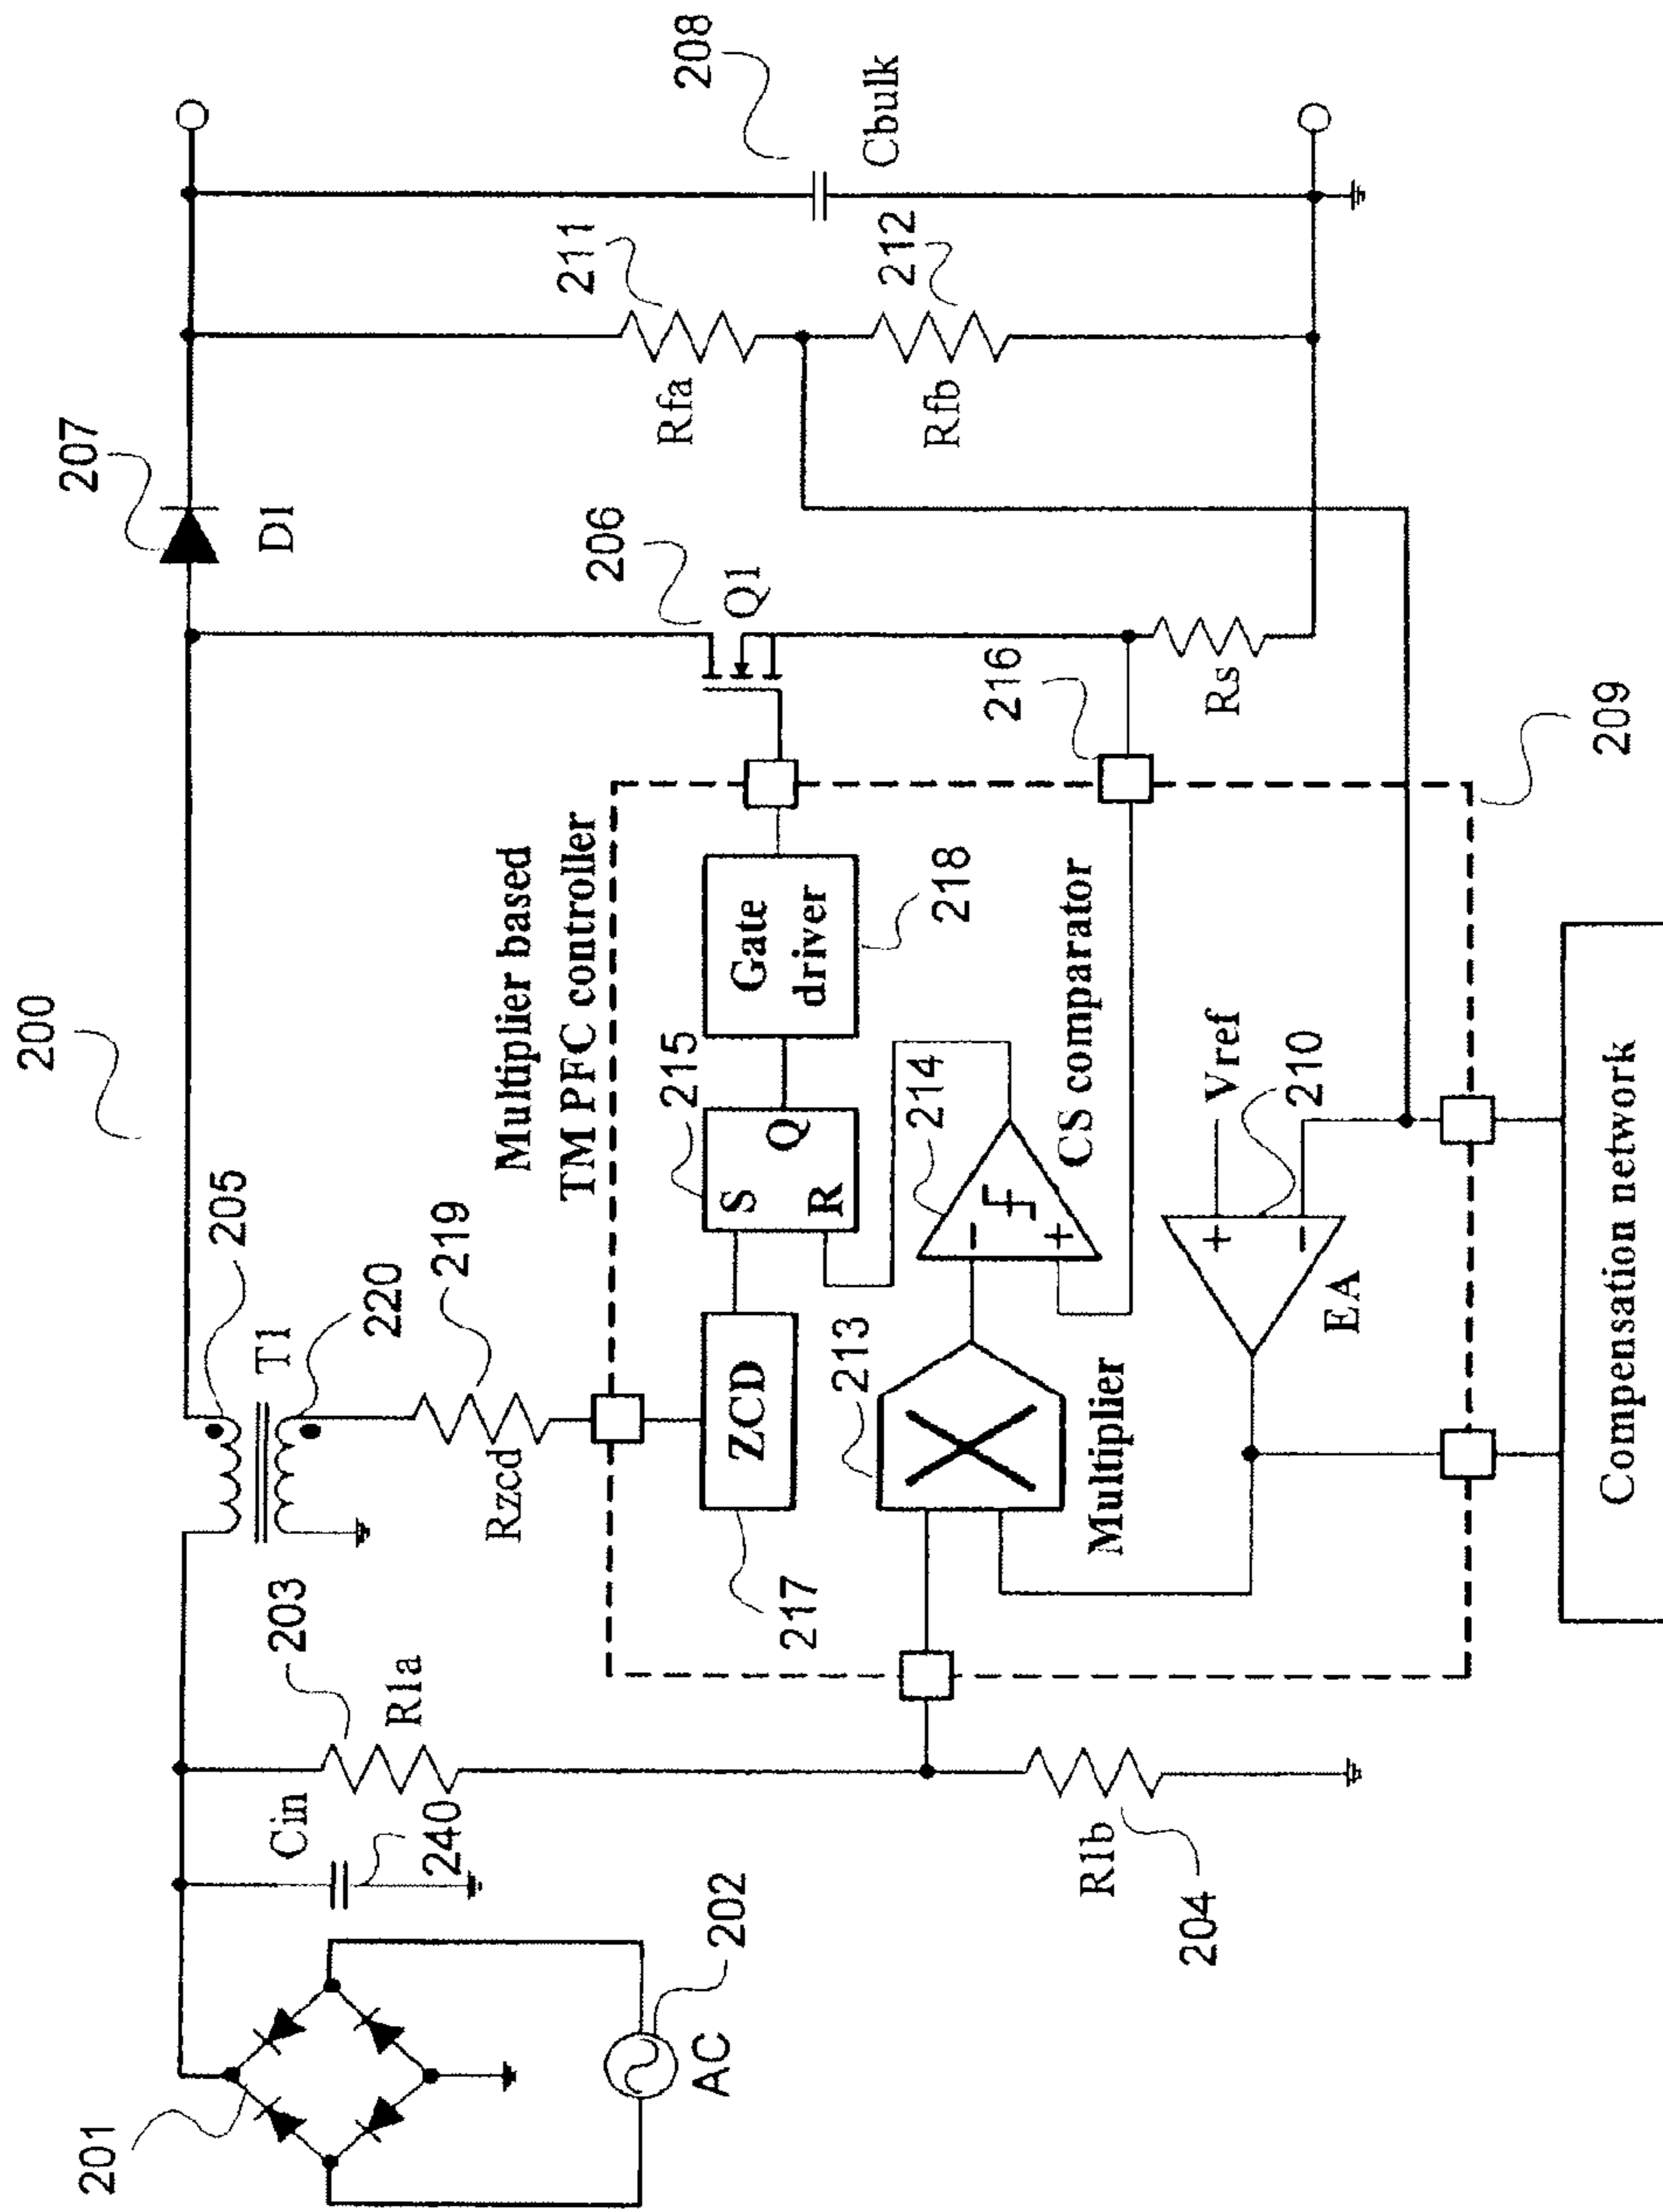 200
201
202
AC
Cin
240
203
R1a
R1b
204
205
T1
220
219
Rzcd
207
D1
206
Q1
208
Cbulk
211
Rfa
212
Rfb
216
Rs
209
Multiplier based
TM PFC controller
ZCD
217
215
S
R
Q
Gate
driver
218
213
Multiplier
214
-
+
CS comparator
Vref
210
+
-
EA
Compensation network